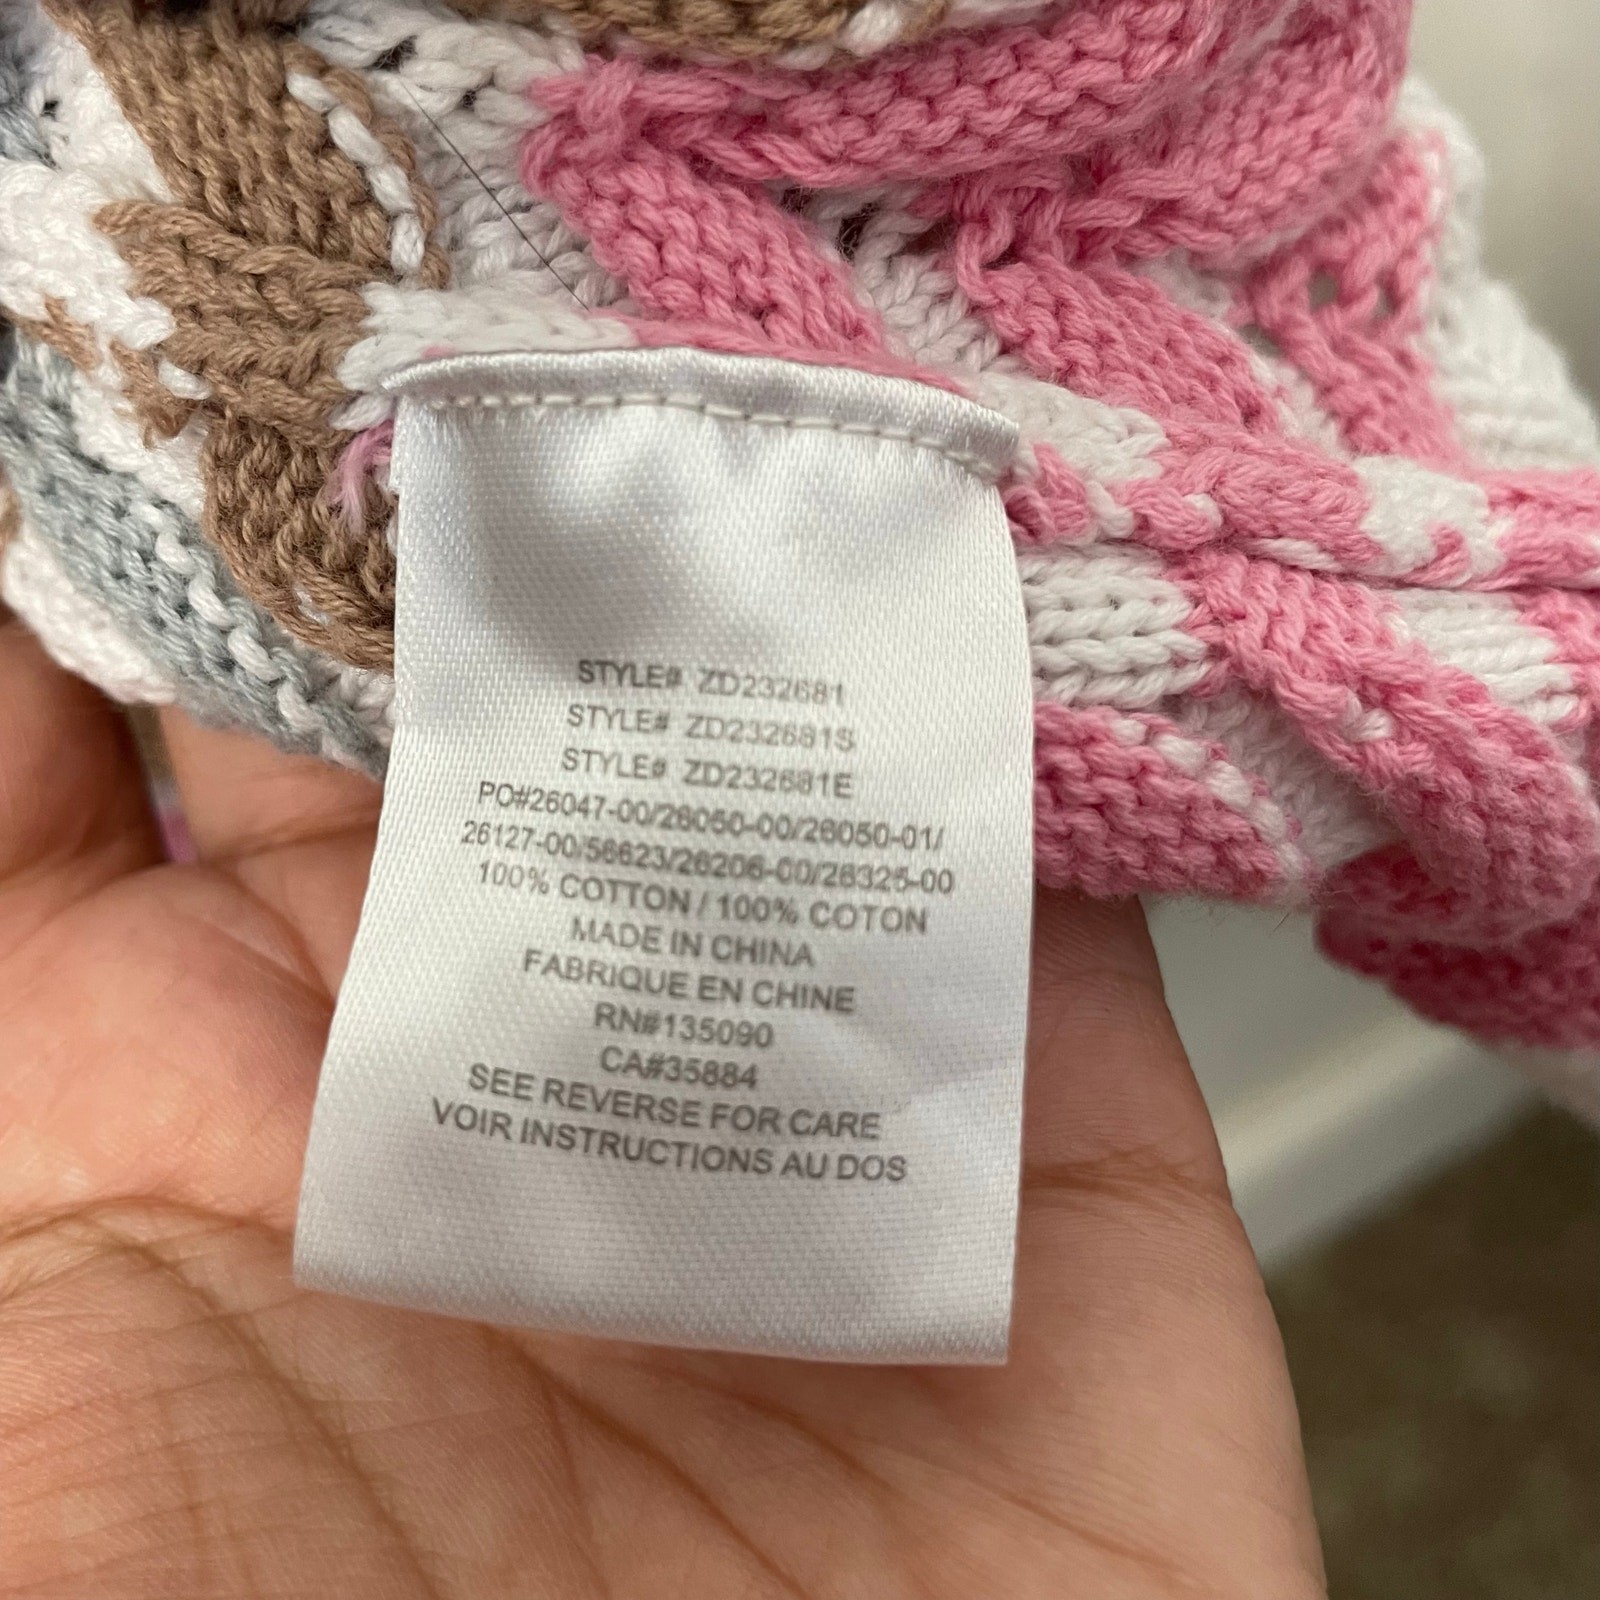 STYLE# ZD232681
STYLE# ZD232681S
STYLE# ZD232681E
PO#26047-00/26050-00/26050-01/
26127-00/56623/26206-00/26325-00
100% COTTON / 100% COTON
MADE IN CHINA
FABRIQUE EN CHINE
RN#135090
CA#35884
SEE REVERSE FOR CARE
VOIR INSTRUCTIONS AU DOS